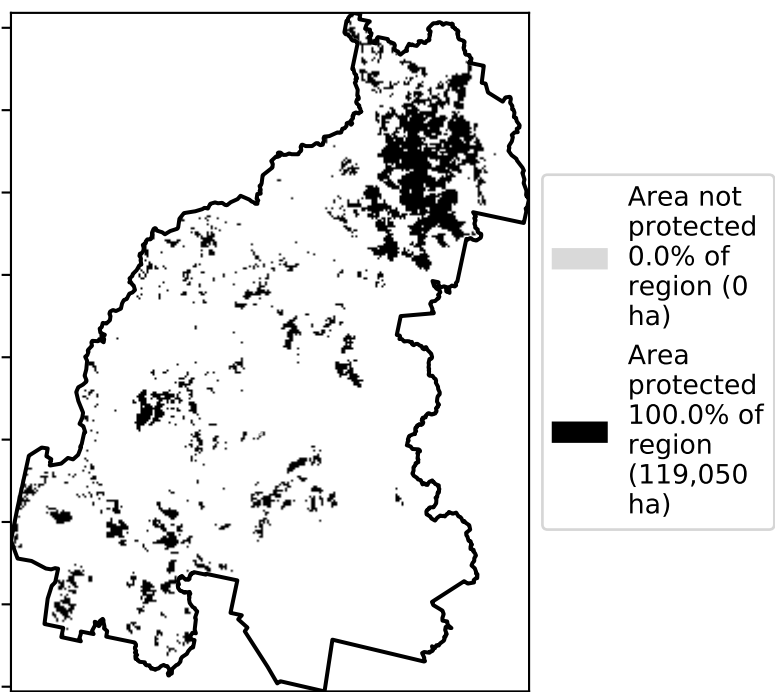 Area not
protected
0.0% of
region (0
ha)
Area
protected
100.0% of
region
(119,050
ha)